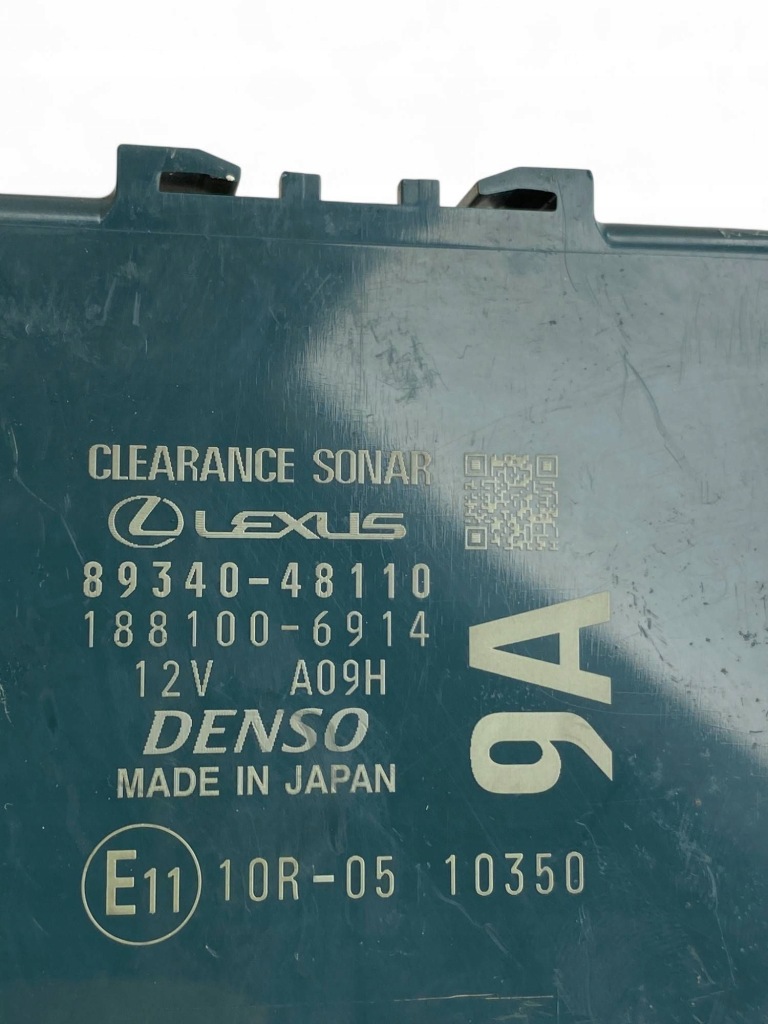 CLEARANCE SONAR
LEXUS
89340-48110
188100-6914
12V A09H
DENSO
MADE IN JAPAN
E11 10R-05 10350
9A